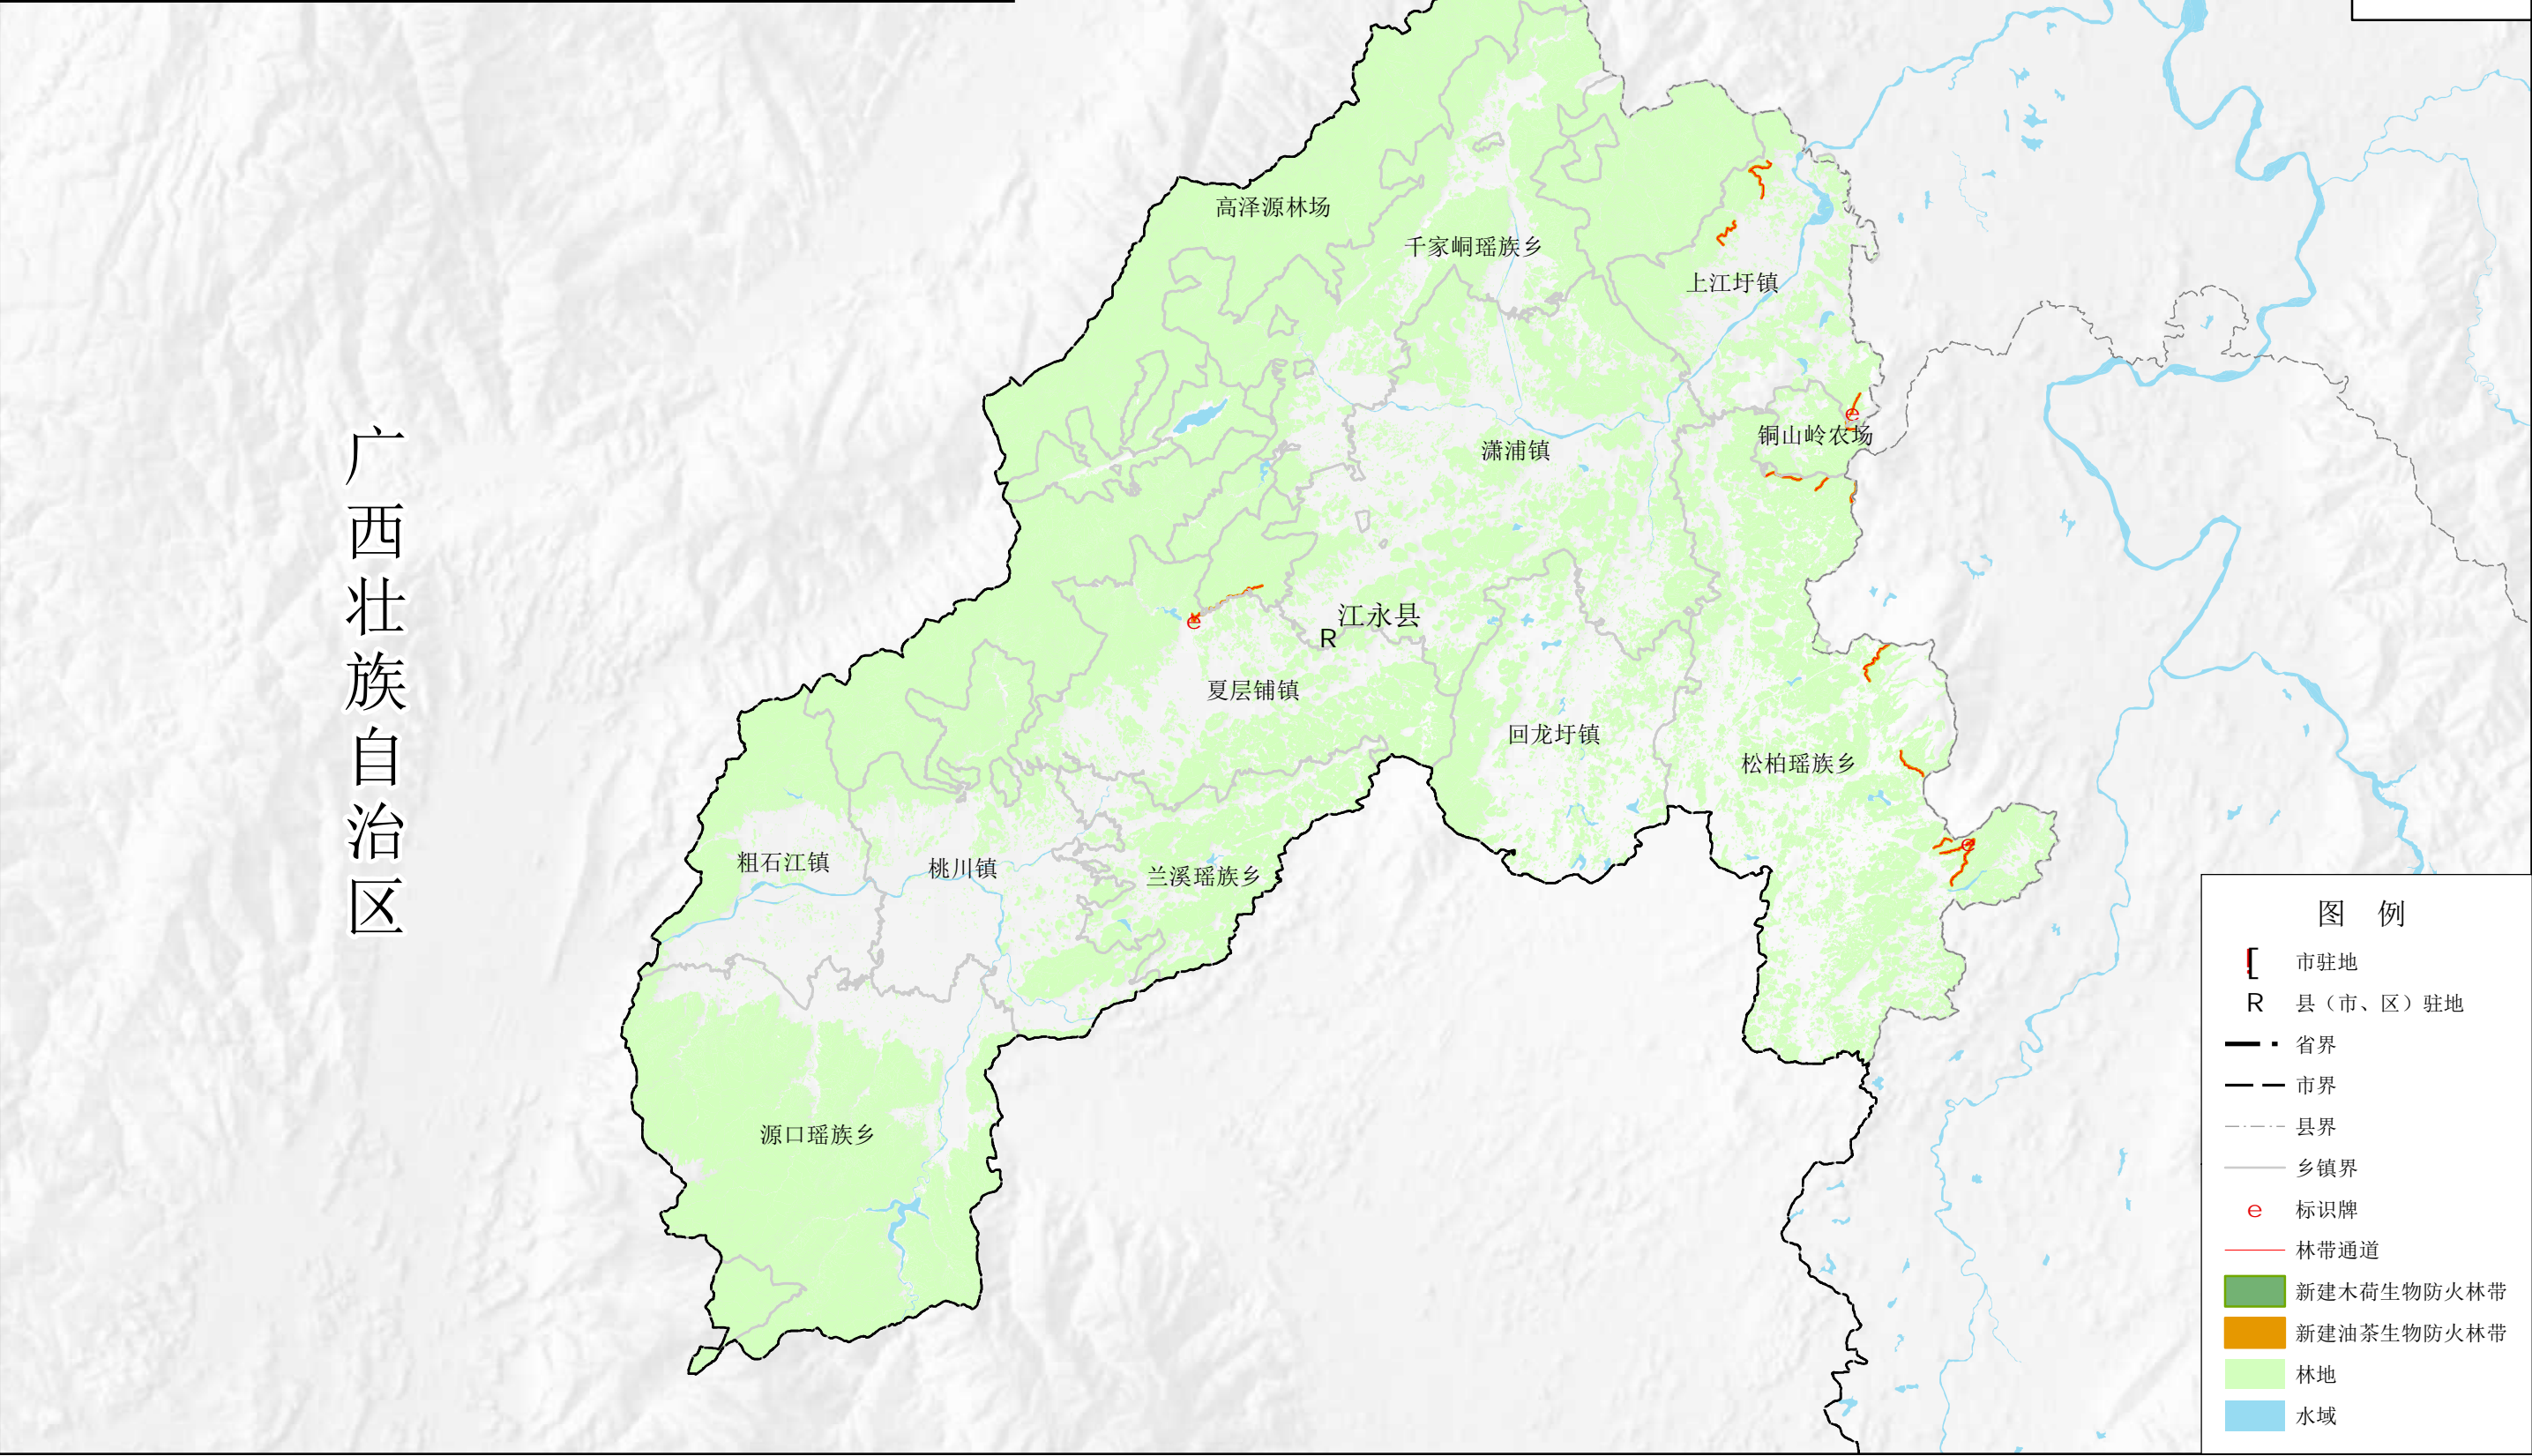 高泽源林场
千家峒瑶族乡
上江圩镇
广西壮族自治区
e
铜山岭农场
潇浦镇
e
江永县
R
夏层铺镇
回龙圩镇
松柏瑶族乡
e
粗石江镇
桃川镇
兰溪瑶族乡
源口瑶族乡
图 例
[ 市驻地
R 县（市、区）驻地
省界
市界
县界
乡镇界
e 标识牌
林带通道
新建木荷生物防火林带
新建油茶生物防火林带
林地
水域